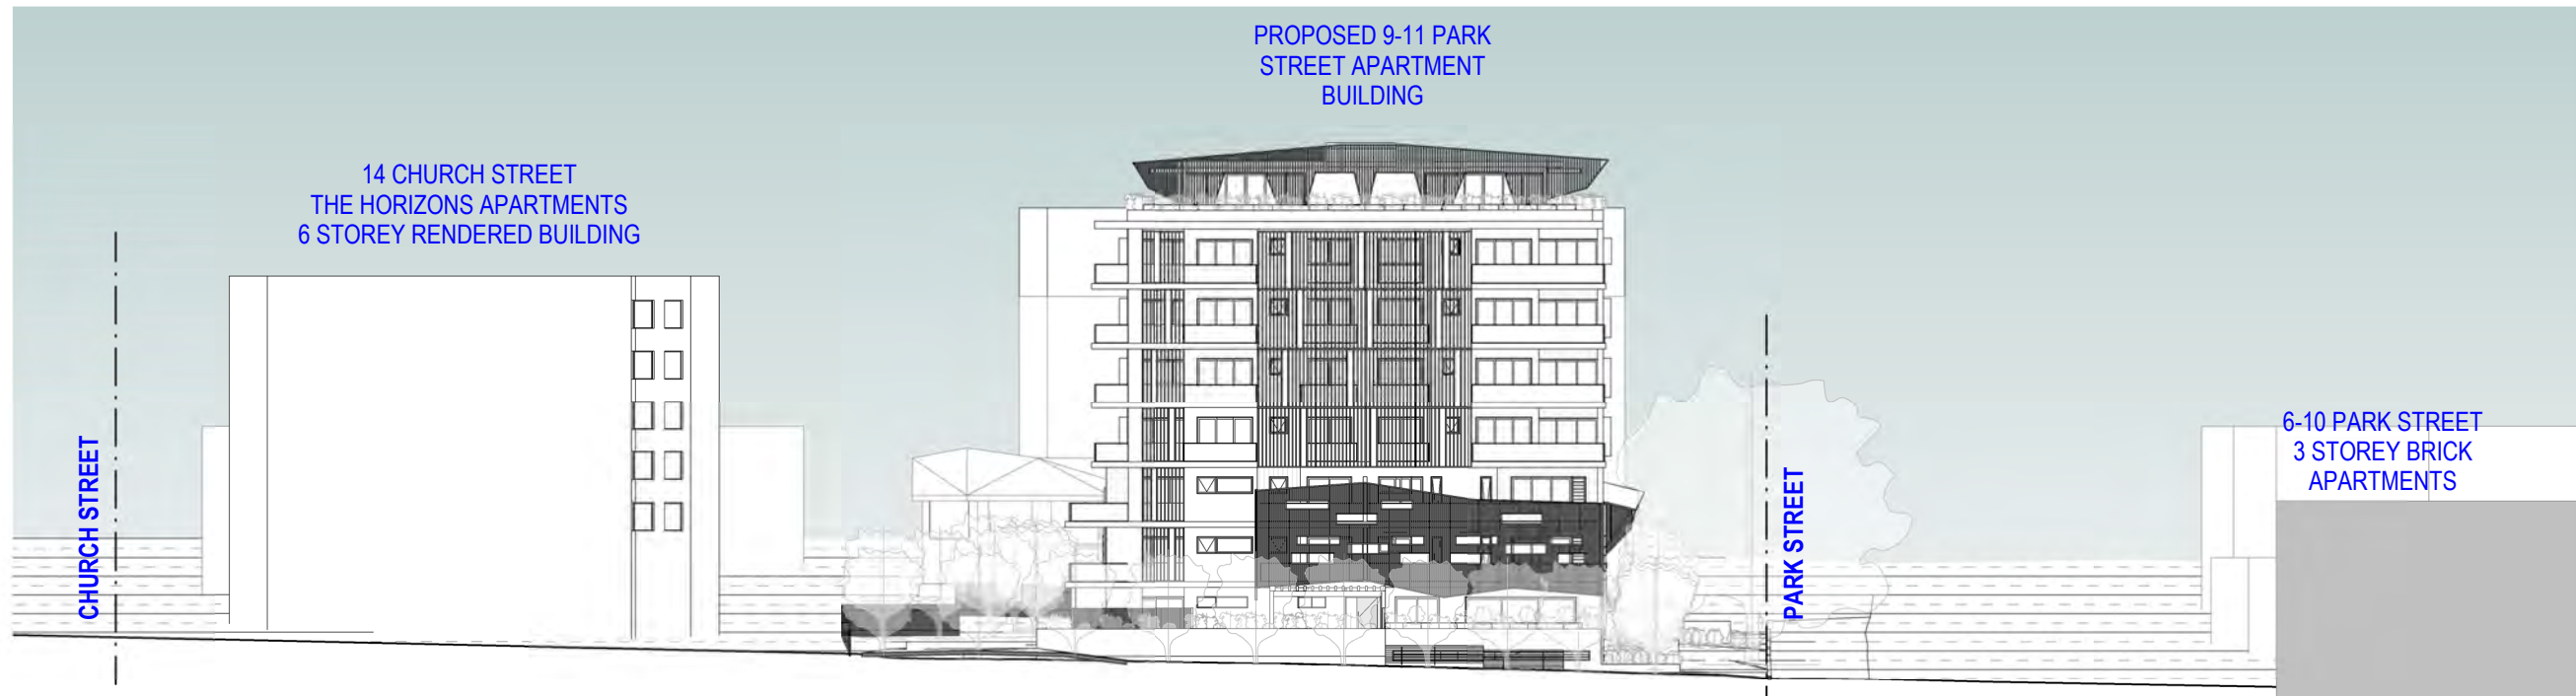 PROPOSED 9-11 PARK
STREET APARTMENT
BUILDING
14 CHURCH STREET
THE HORIZONS APARTMENTS
6 STOREY RENDERED BUILDING
6-10 PARK STREET
3 STOREY BRICK
APARTMENTS
CHURCH STREET
PARK STREET